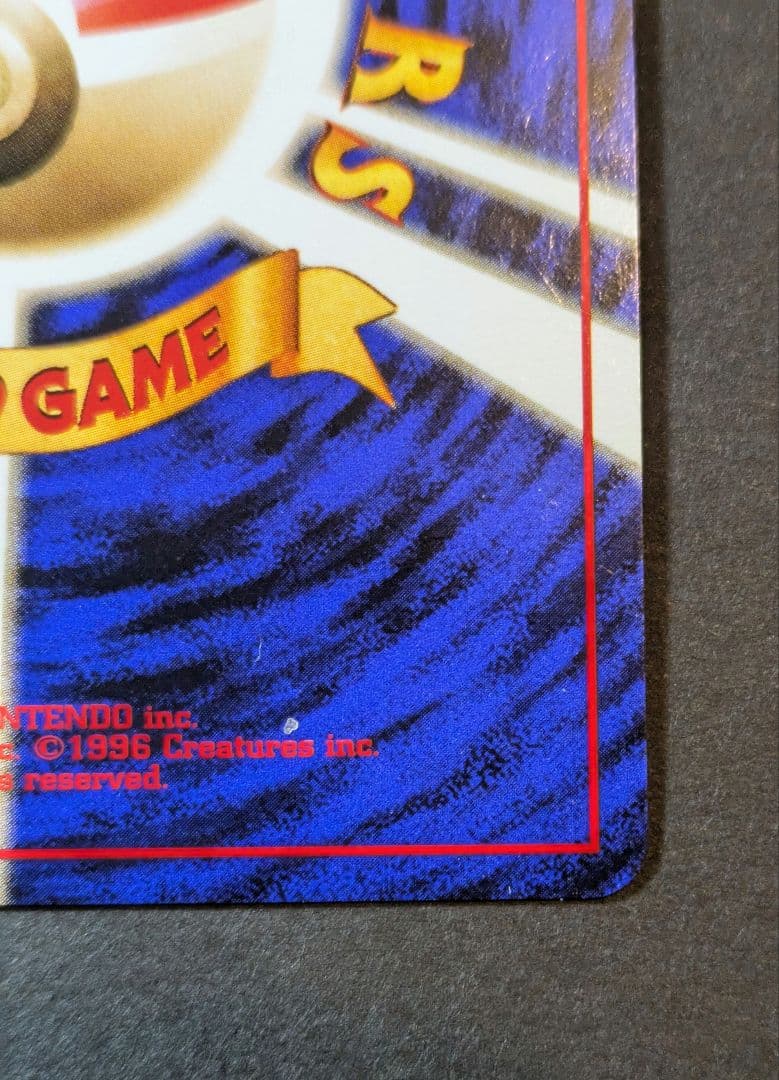 RS
GAME
NTENDO inc.
c. ©1996 Creatures inc.
s reserved.